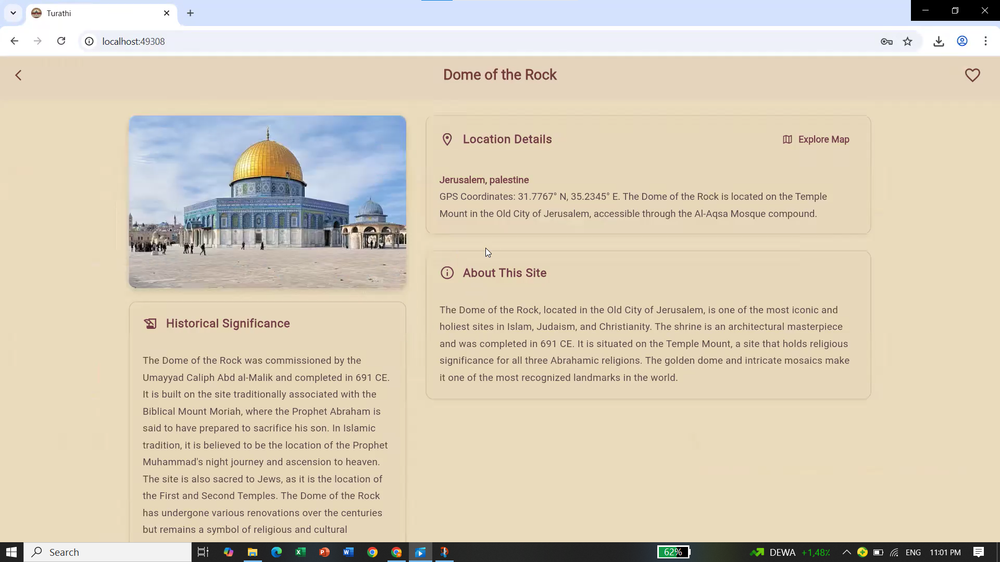 Turathi
localhost:49308
Dome of the Rock
Location Details
Explore Map
Jerusalem, palestine
GPS Coordinates: 31.7767° N, 35.2345° E. The Dome of the Rock is located on the Temple
Mount in the Old City of Jerusalem, accessible through the Al-Aqsa Mosque compound.
About This Site
The Dome of the Rock, located in the Old City of Jerusalem, is one of the most iconic and
holiest sites in Islam, Judaism, and Christianity. The shrine is an architectural masterpiece
and was completed in 691 CE. It is situated on the Temple Mount, a site that holds religious
significance for all three Abrahamic religions. The golden dome and intricate mosaics make
it one of the most recognized landmarks in the world.
Historical Significance
The Dome of the Rock was commissioned by the
Umayyad Caliph Abd al-Malik and completed in 691 CE.
It is built on the site traditionally associated with the
Biblical Mount Moriah, where the Prophet Abraham is
said to have prepared to sacrifice his son. In Islamic
tradition, it is believed to be the location of the Prophet
Muhammad's night journey and ascension to heaven.
The site is also sacred to Jews, as it is the location of
the First and Second Temples. The Dome of the Rock
has undergone various renovations over the centuries
but remains a symbol of religious and cultural
Search
62%
DEWA +1,48%
ENG
11:01 PM